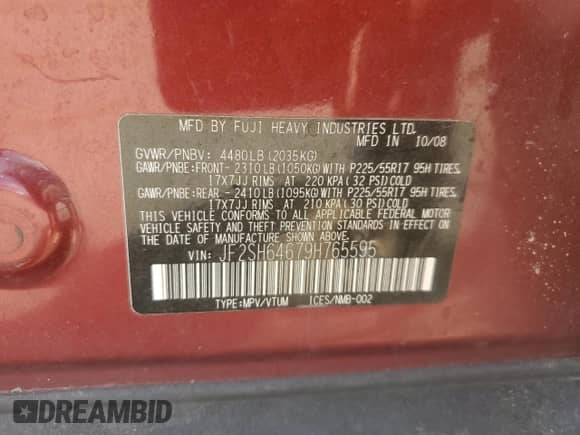 MFD BY FUJI HEAVY INDUSTRIES LTD.
MFD IN 10/08
GVWR/PNBV: 4480LB (2035KG)
GAWR/PNBE:FRONT- 2310LB(1050KG)WITH P225/55R17 95H TIRES,
17X7JJ RIMS AT 220 KPA( 32 PSI)COLD
GAWR/PNBE:REAR - 2410LB(1095KG)WITH P225/55R17 95H TIRES,
17X7JJ RIMS AT 210 KPA( 30 PSI)COLD
THIS VEHICLE CONFORMS TO ALL APPLICABLE FEDERAL MOTOR
VEHICLE SAFETY AND THEFT PREVENTION STANDARDS IN EFFECT ON
THE DATE OF MANUFACTURE SHOWN ABOVE.
VIN: JF2SH64679H765595
TYPE:MPV/VTUM ICES/NMB-002
DREAMBID